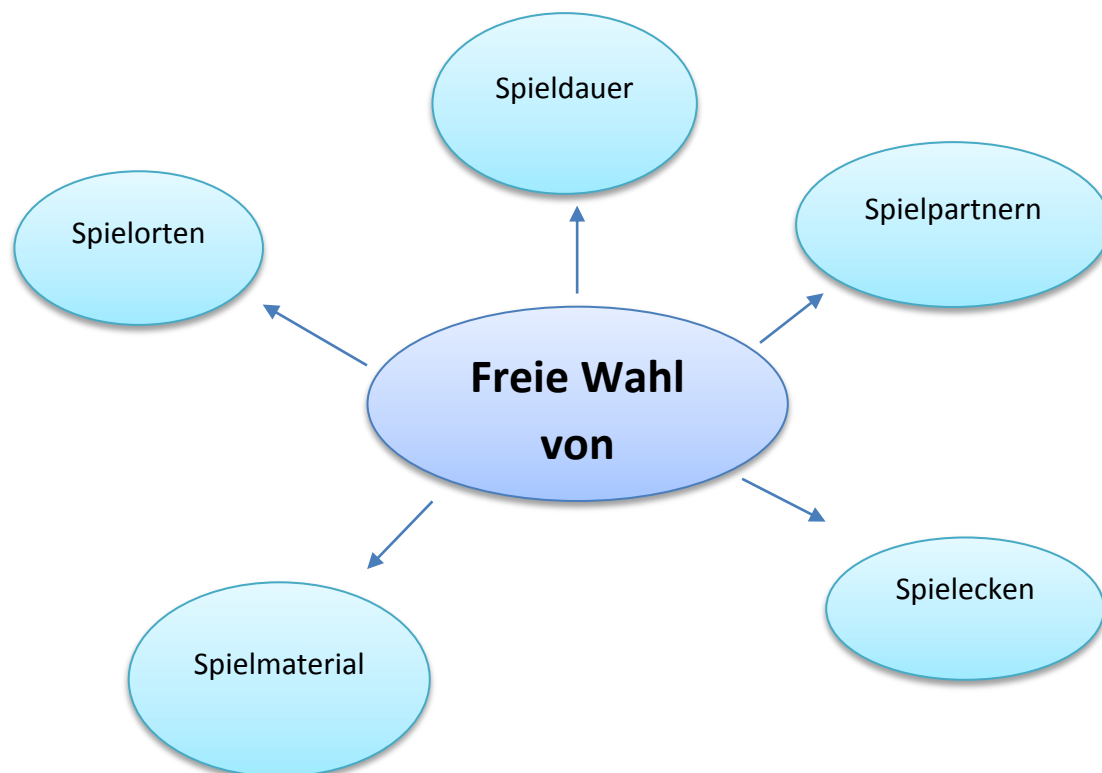 Spieldauer
Spielpartnern
Spielorten
Freie Wahl
von
Spielecken
Spielmaterial